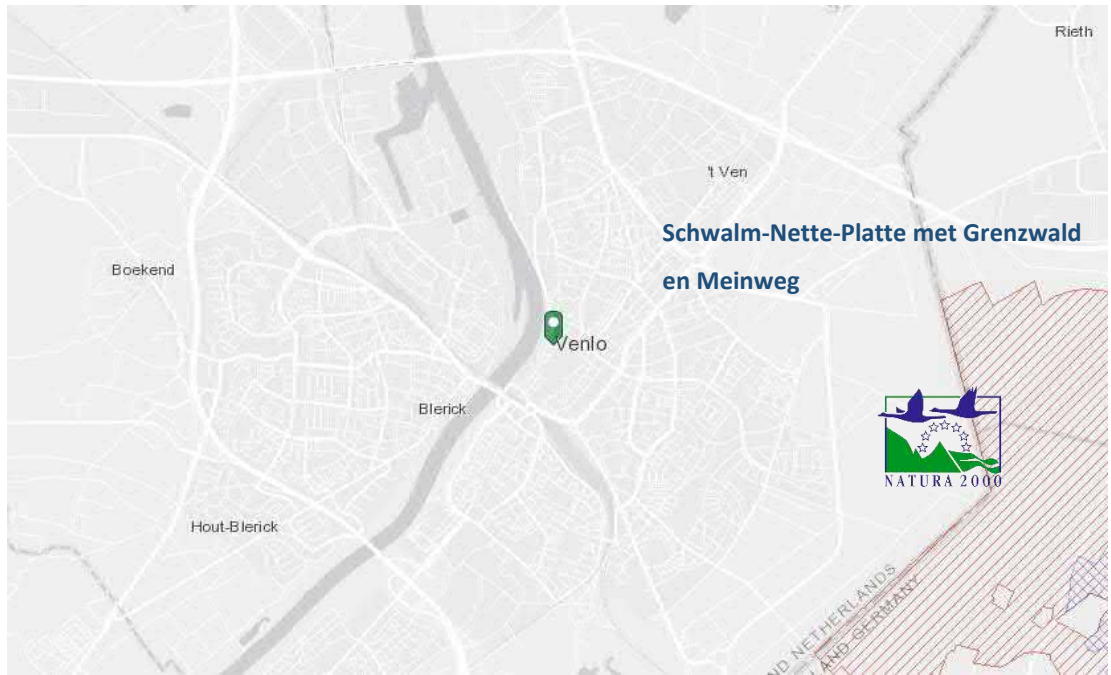 Rieth
't Ven
Schwalm-Nette-Platte met Grenzwald
en Meinweg
Boekend
Venlo
Blerick
NATURA 2000
Hout-Blerick
ND NETHERLANDS
AND GERMANY